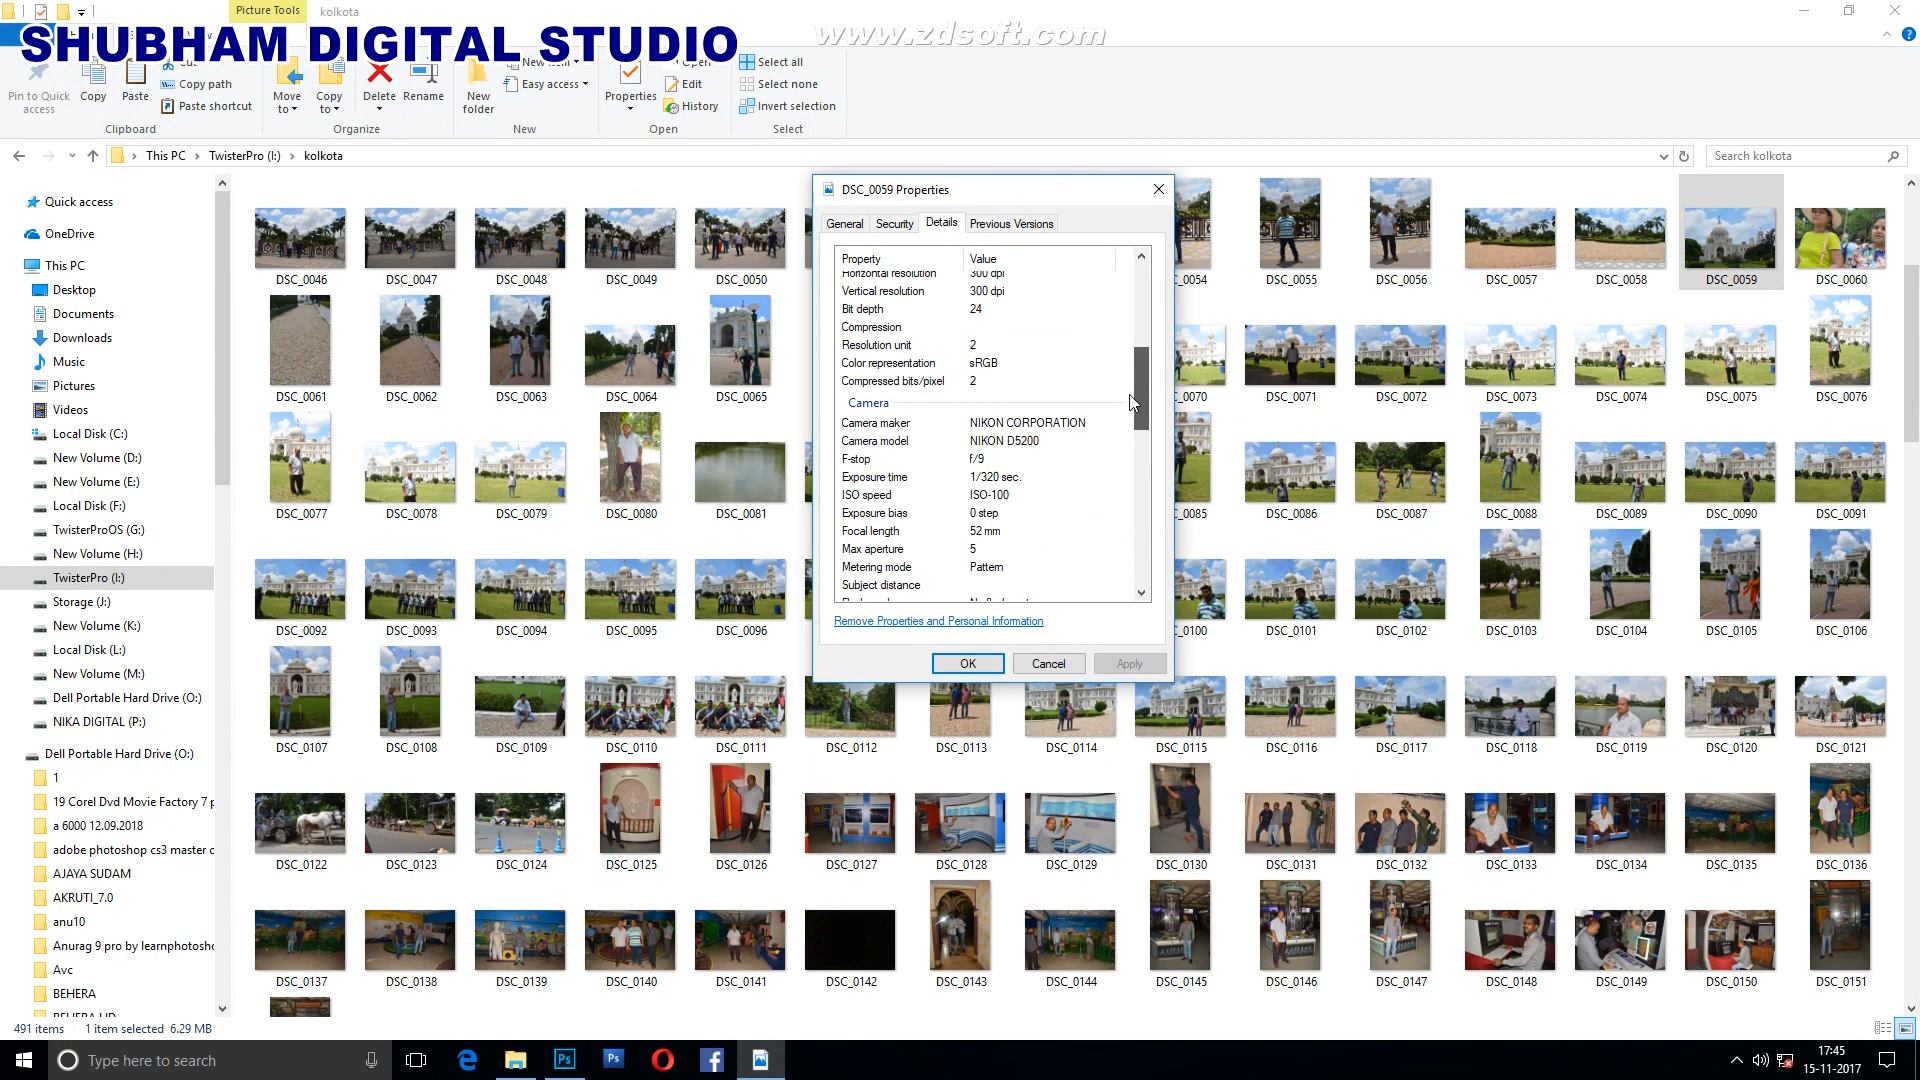 Picture Tools
kolkota
SHUBHAM DIGITAL STUDIO
www.zdsoft.com
Pin to Quick access
Copy
Paste
Copy path
Paste shortcut
Move to
Copy to
Delete
Rename
New folder
Easy access
Properties
Edit
History
Select all
Select none
Invert selection
Clipboard
Organize
New
Open
Select
This PC > TwisterPro (I:) > kolkota
Search kolkota
Quick access
OneDrive
This PC
Desktop
Documents
Downloads
Music
Pictures
Videos
Local Disk (C:)
New Volume (D:)
New Volume (E:)
Local Disk (F:)
TwisterProOS (G:)
New Volume (H:)
TwisterPro (I:)
Storage (J:)
New Volume (K:)
Local Disk (L:)
New Volume (M:)
Dell Portable Hard Drive (O:)
NIKA DIGITAL (P:)
Dell Portable Hard Drive (O:)
1
19 Corel Dvd Movie Factory 7 p
a 6000 12.09.2018
adobe photoshop cs3 master c
AJAYA SUDAM
AKRUTI_7.0
anu10
Anurag 9 pro by learnphotosho
Avc
BEHERA
DSC_0046 DSC_0047 DSC_0048 DSC_0049 DSC_0050 0054 DSC_0055 DSC_0056 DSC_0057 DSC_0058 DSC_0059 DSC_0060
DSC_0061 DSC_0062 DSC_0063 DSC_0064 DSC_0065 0070 DSC_0071 DSC_0072 DSC_0073 DSC_0074 DSC_0075 DSC_0076
DSC_0077 DSC_0078 DSC_0079 DSC_0080 DSC_0081 0085 DSC_0086 DSC_0087 DSC_0088 DSC_0089 DSC_0090 DSC_0091
DSC_0092 DSC_0093 DSC_0094 DSC_0095 DSC_0096 0100 DSC_0101 DSC_0102 DSC_0103 DSC_0104 DSC_0105 DSC_0106
DSC_0107 DSC_0108 DSC_0109 DSC_0110 DSC_0111 DSC_0112 DSC_0113 DSC_0114 DSC_0115 DSC_0116 DSC_0117 DSC_0118 DSC_0119 DSC_0120 DSC_0121
DSC_0122 DSC_0123 DSC_0124 DSC_0125 DSC_0126 DSC_0127 DSC_0128 DSC_0129 DSC_0130 DSC_0131 DSC_0132 DSC_0133 DSC_0134 DSC_0135 DSC_0136
DSC_0137 DSC_0138 DSC_0139 DSC_0140 DSC_0141 DSC_0142 DSC_0143 DSC_0144 DSC_0145 DSC_0146 DSC_0147 DSC_0148 DSC_0149 DSC_0150 DSC_0151
DSC_0059 Properties
General Security Details Previous Versions
Property Value
Horizontal resolution 300 dpi
Vertical resolution 300 dpi
Bit depth 24
Compression
Resolution unit 2
Color representation sRGB
Compressed bits/pixel 2
Camera
Camera maker NIKON CORPORATION
Camera model NIKON D5200
F-stop f/9
Exposure time 1/320 sec.
ISO speed ISO-100
Exposure bias 0 step
Focal length 52 mm
Max aperture 5
Metering mode Pattern
Subject distance
Remove Properties and Personal Information
OK Cancel Apply
491 items 1 item selected 6.29 MB
Type here to search
17:45
15-11-2017